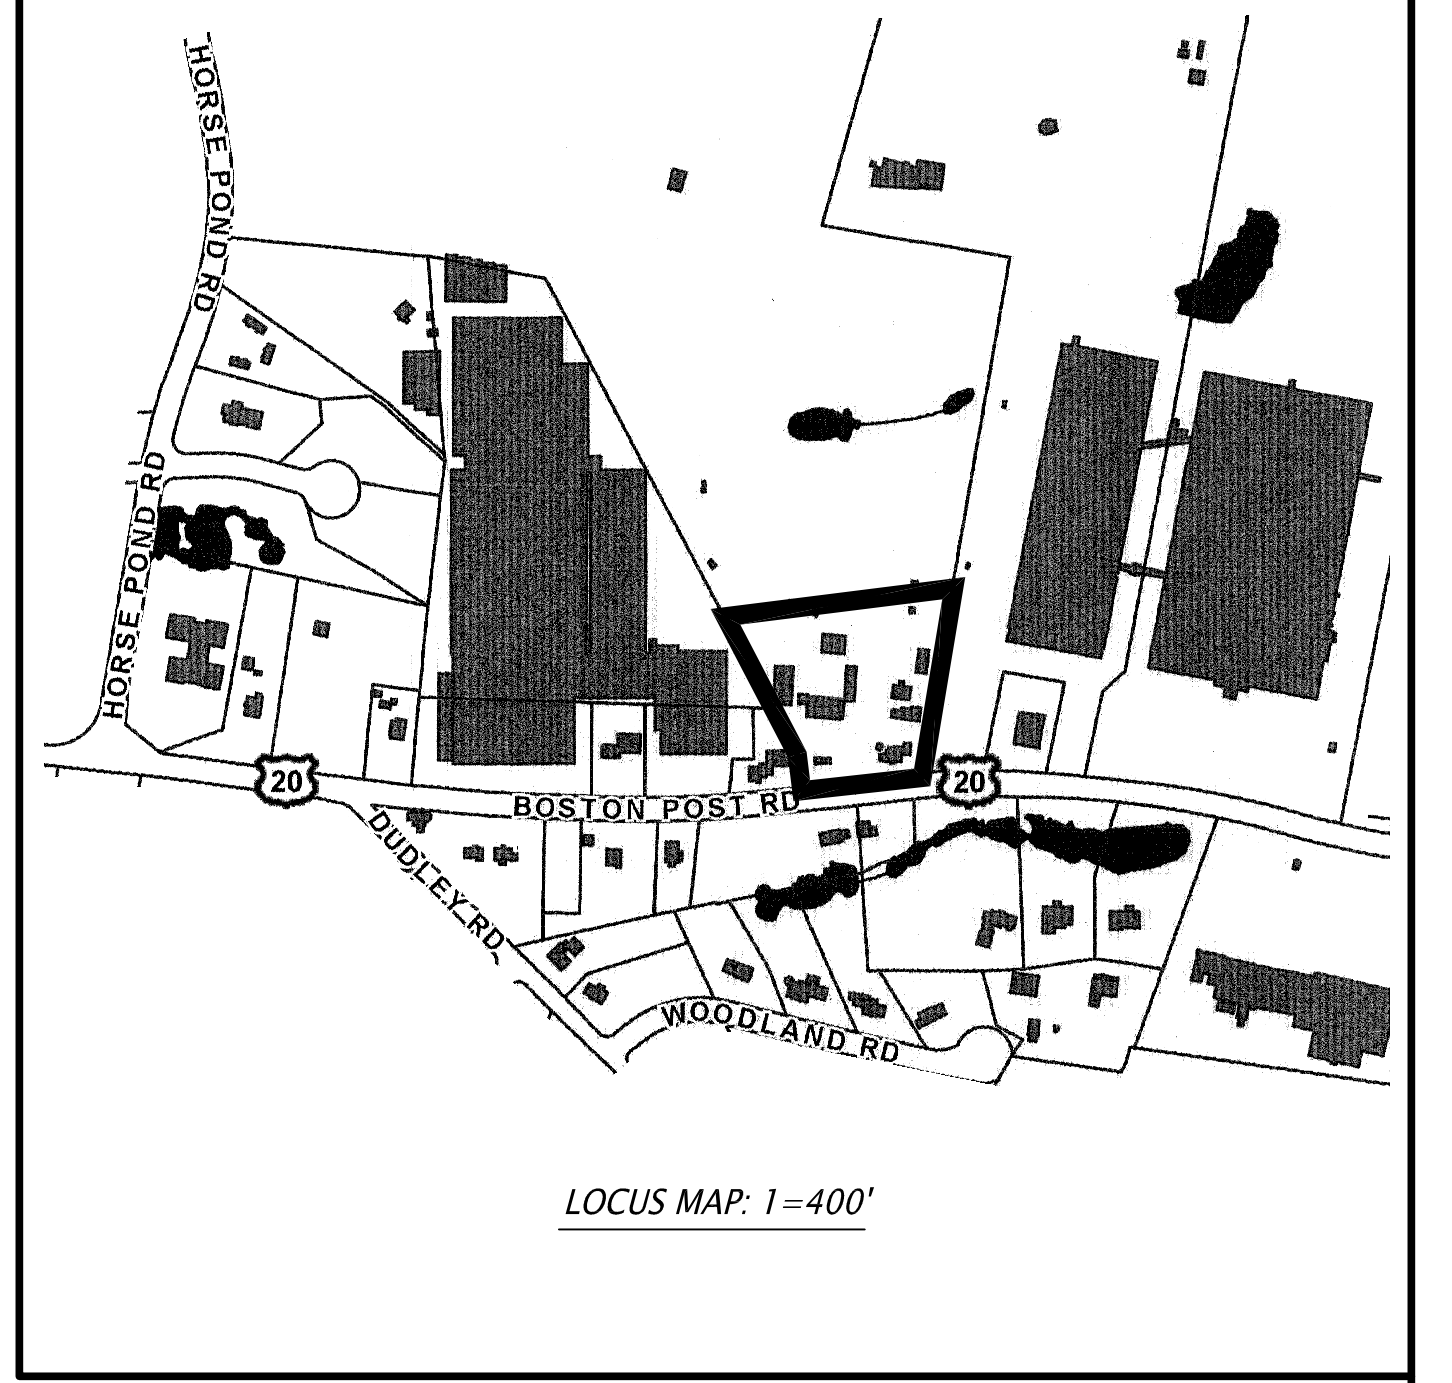 HORSE POND RD
HORSE POND RD
20
20
BOSTON POST RD
DUDLEY RD
WOODLAND RD
LOCUS MAP: 1=400'